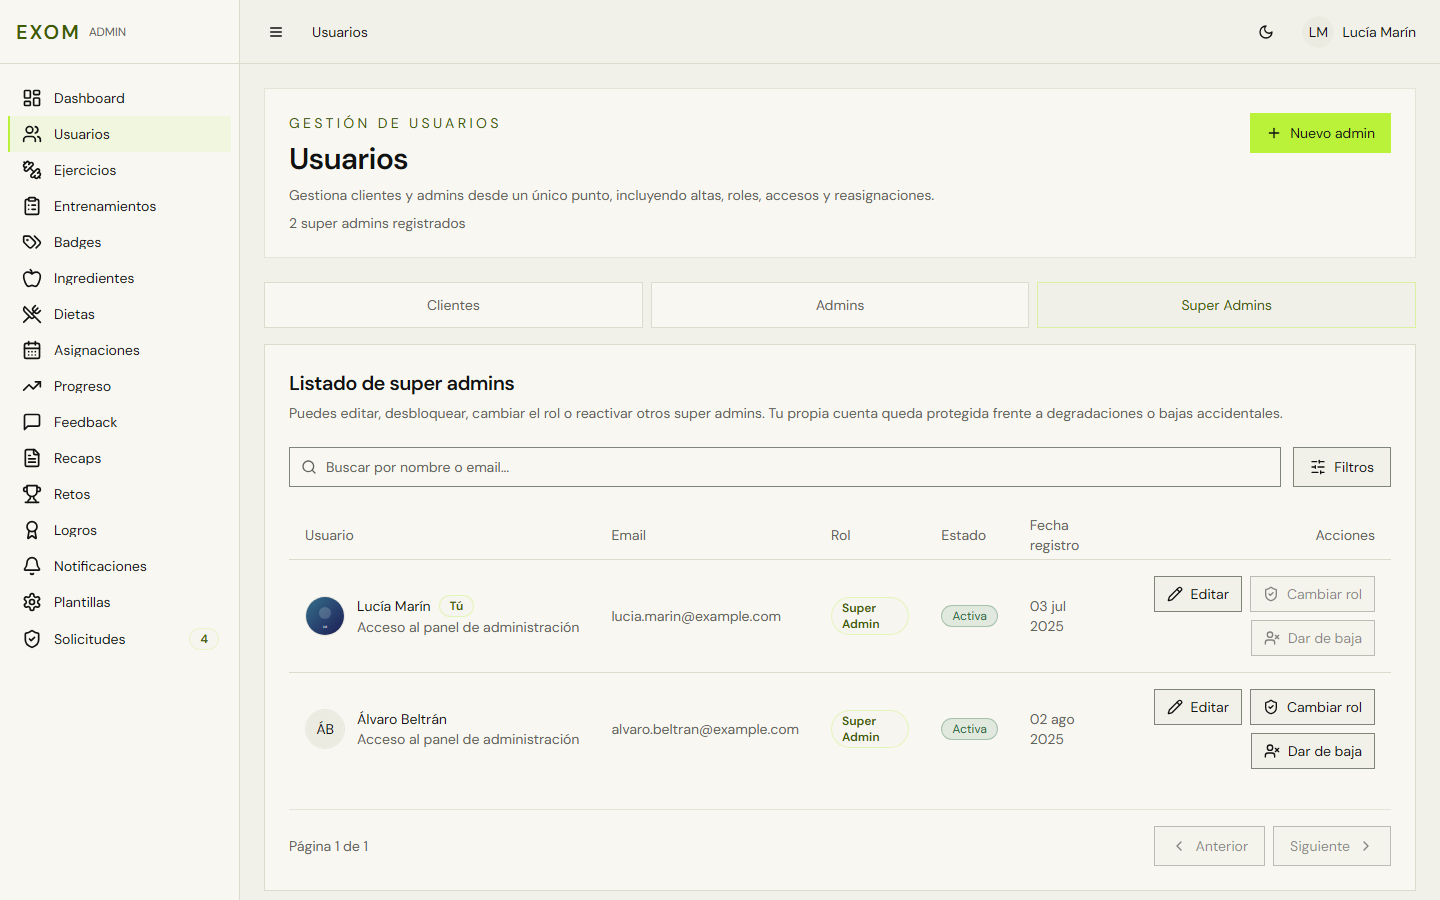 EXOM ADMIN
Usuarios
LM Lucía Marín
Dashboard
Usuarios
Ejercicios
Entrenamientos
Badges
Ingredientes
Dietas
Asignaciones
Progreso
Feedback
Recaps
Retos
Logros
Notificaciones
Plantillas
Solicitudes 4
GESTIÓN DE USUARIOS
Usuarios
Gestiona clientes y admins desde un único punto, incluyendo altas, roles, accesos y reasignaciones.
2 super admins registrados
Nuevo admin
Clientes Admins Super Admins
Listado de super admins
Puedes editar, desbloquear, cambiar el rol o reactivar otros super admins. Tu propia cuenta queda protegida frente a degradaciones o bajas accidentales.
Buscar por nombre o email...
Filtros
Usuario Email Rol Estado Fecha registro Acciones
Lucía Marín Tú
Acceso al panel de administración
lucia.marin@example.com
Super Admin
Activa
03 jul 2025
Editar Cambiar rol
Dar de baja
ÁB
Álvaro Beltrán
Acceso al panel de administración
alvaro.beltran@example.com
Super Admin
Activa
02 ago 2025
Editar Cambiar rol
Dar de baja
Página 1 de 1
Anterior Siguiente